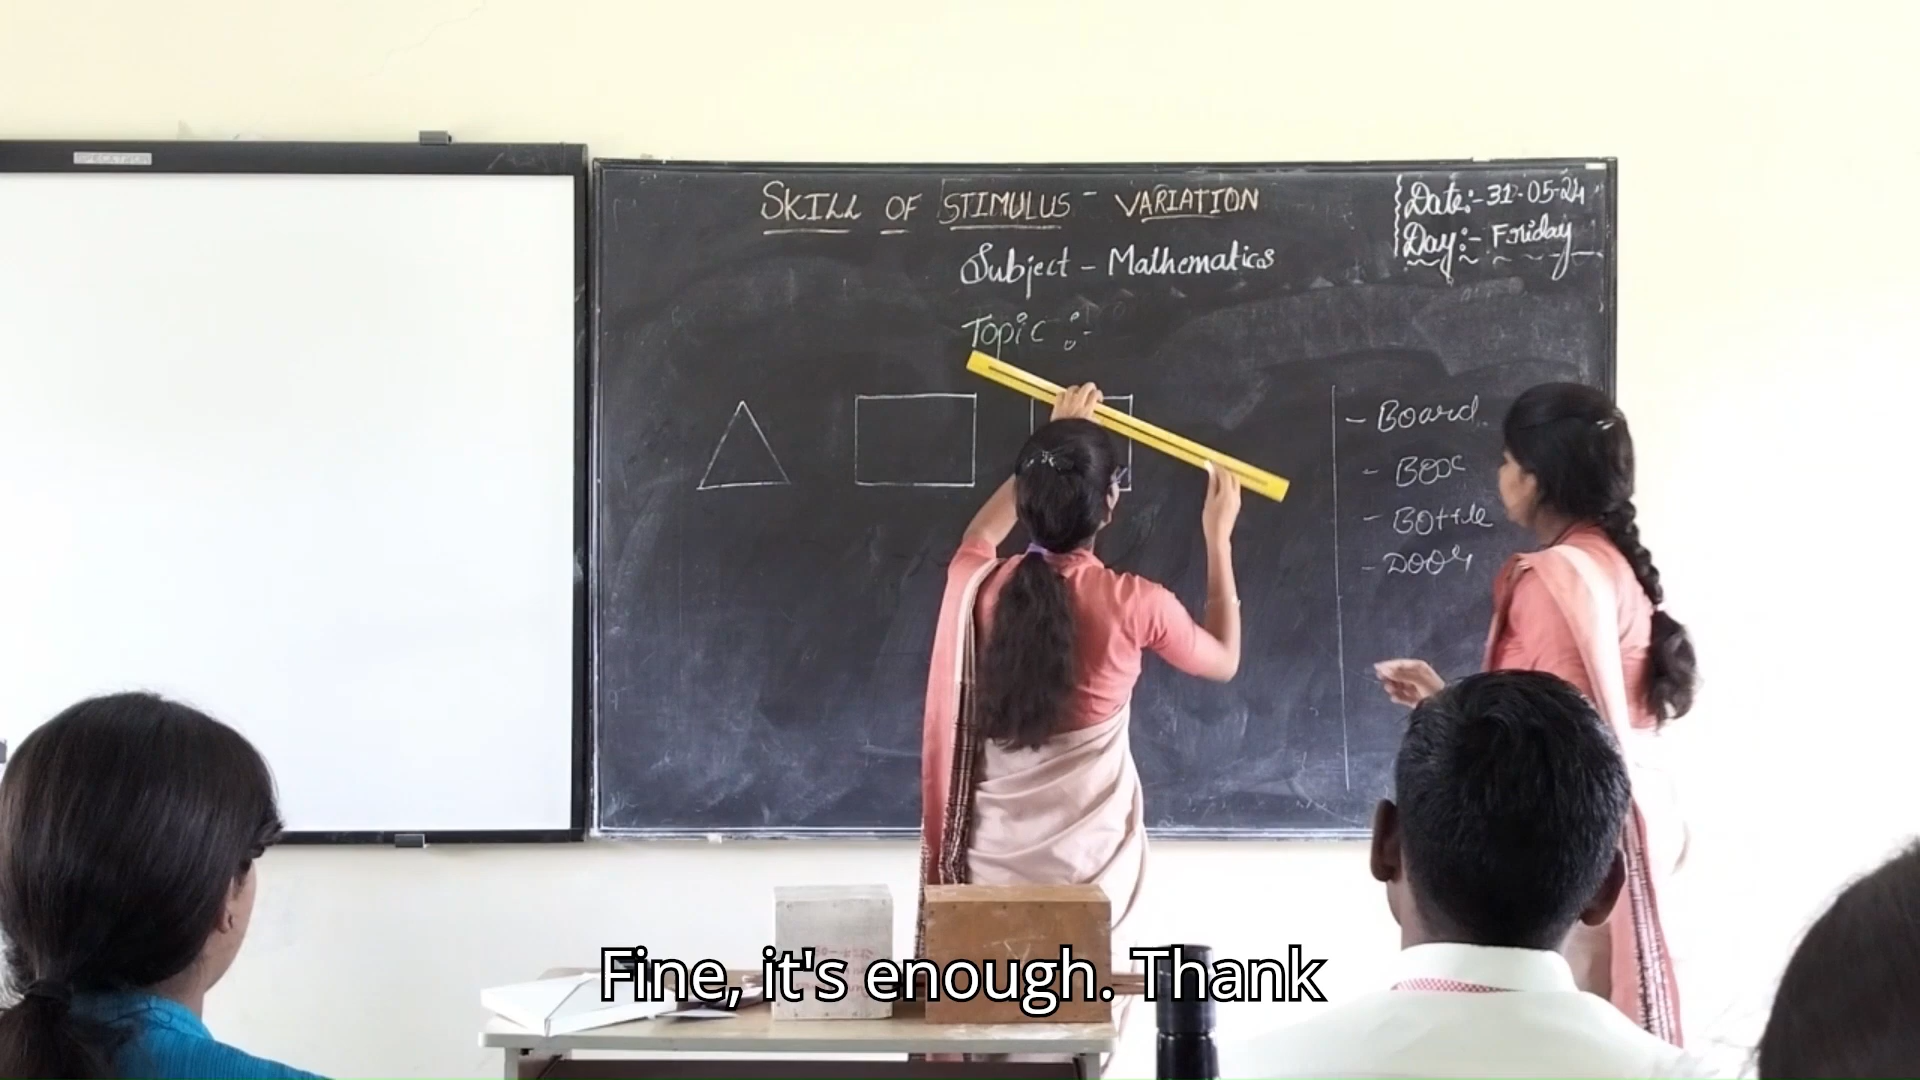 SKILL OF STIMULUS - VARIATION
Date:- 31-05-24
Day:- Friday
Subject - Mathematics
Topic :-
- Board
- Box
- Bottle
- Door
Fine, it's enough. Thank